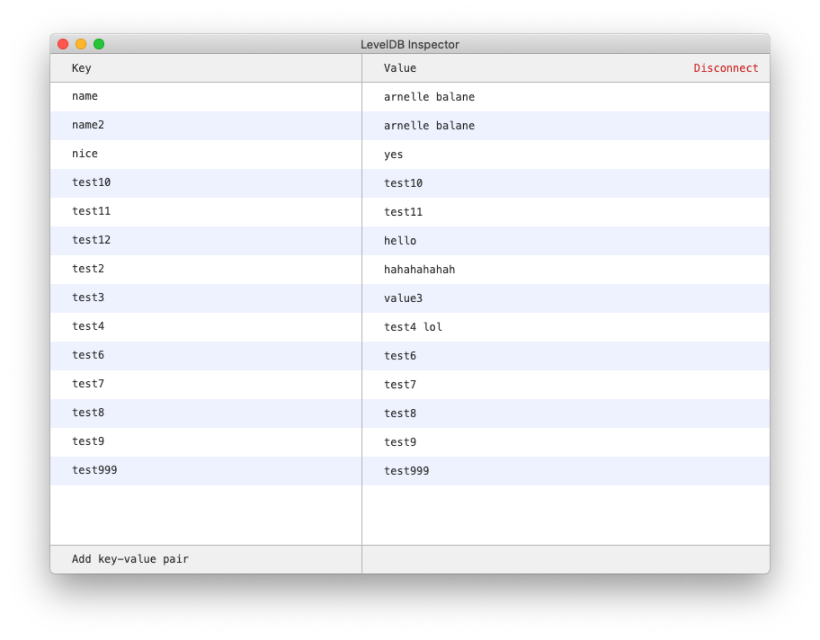 LevelDB Inspector
Key Value Disconnect
name arnelle balane
name2 arnelle balane
nice yes
test10 test10
test11 test11
test12 hello
test2 hahahahahah
test3 value3
test4 test4 lol
test6 test6
test7 test7
test8 test8
test9 test9
test999 test999
Add key-value pair